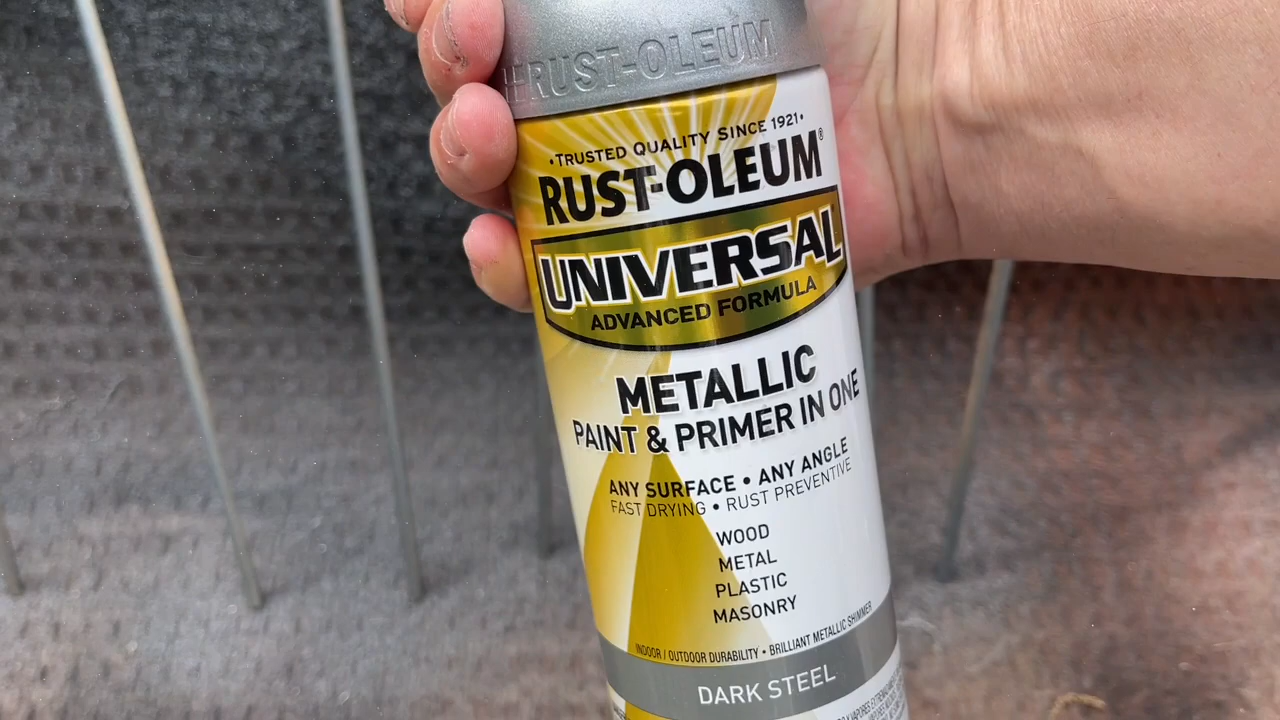 #RUST-OLEUM
•TRUSTED QUALITY SINCE 1921•
RUST-OLEUM®
UNIVERSAL
ADVANCED FORMULA
METALLIC
PAINT & PRIMER IN ONE
ANY SURFACE • ANY ANGLE
FAST DRYING • RUST PREVENTIVE
WOOD
METAL
PLASTIC
MASONRY
INDOOR / OUTDOOR DURABILITY • BRILLIANT METALLIC SHIMMER
DARK STEEL